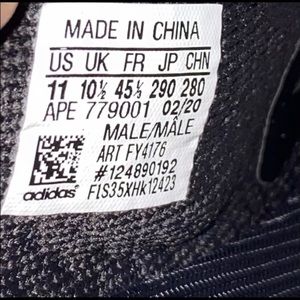 MADE IN CHINA
US UK FR JP CHN
11 10½ 45⅓ 290 280
APE 779001 02/20
MALE/MÂLE
ART FY4176
#124890192
adidas F1S35XHK12423